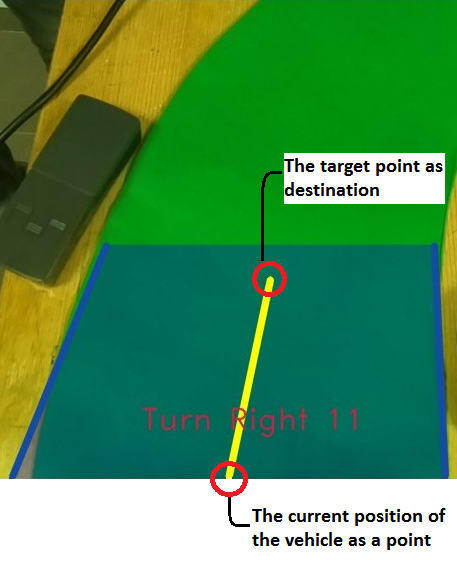 The target point as
destination
Turn Right 11
The current position of
the vehicle as a point